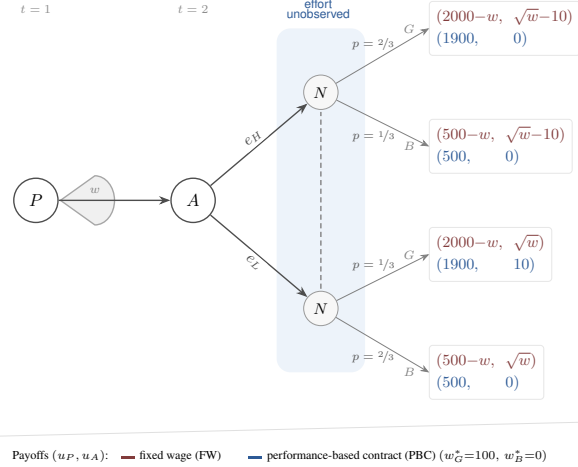 t = 1
t = 2
effort
unobserved
P
w
A
e_H
e_L
N
N
p = 2/3
G
p = 1/3
B
p = 1/3
G
p = 2/3
B
(2000−w, √w−10)
(1900, 0)
(500−w, √w−10)
(500, 0)
(2000−w, √w)
(1900, 10)
(500−w, √w)
(500, 0)
Payoffs (u_P, u_A): fixed wage (FW) performance-based contract (PBC) (w*_G=100, w*_B=0)